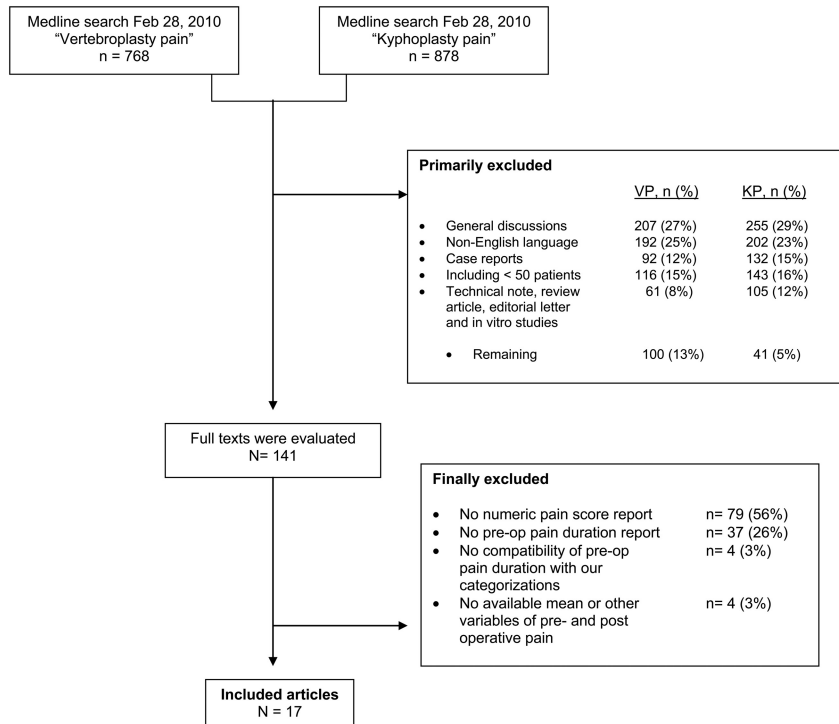 Medline search Feb 28, 2010
“Vertebroplasty pain”
n = 768
Medline search Feb 28, 2010
“Kyphoplasty pain”
n = 878
Primarily excluded
VP, n (%) KP, n (%)
• General discussions 207 (27%) 255 (29%)
• Non-English language 192 (25%) 202 (23%)
• Case reports 92 (12%) 132 (15%)
• Including < 50 patients 116 (15%) 143 (16%)
• Technical note, review 61 (8%) 105 (12%)
article, editorial letter
and in vitro studies
• Remaining 100 (13%) 41 (5%)
Full texts were evaluated
N= 141
Finally excluded
• No numeric pain score report n= 79 (56%)
• No pre-op pain duration report n= 37 (26%)
• No compatibility of pre-op n= 4 (3%)
pain duration with our
categorizations
• No available mean or other n= 4 (3%)
variables of pre- and post
operative pain
Included articles
N = 17